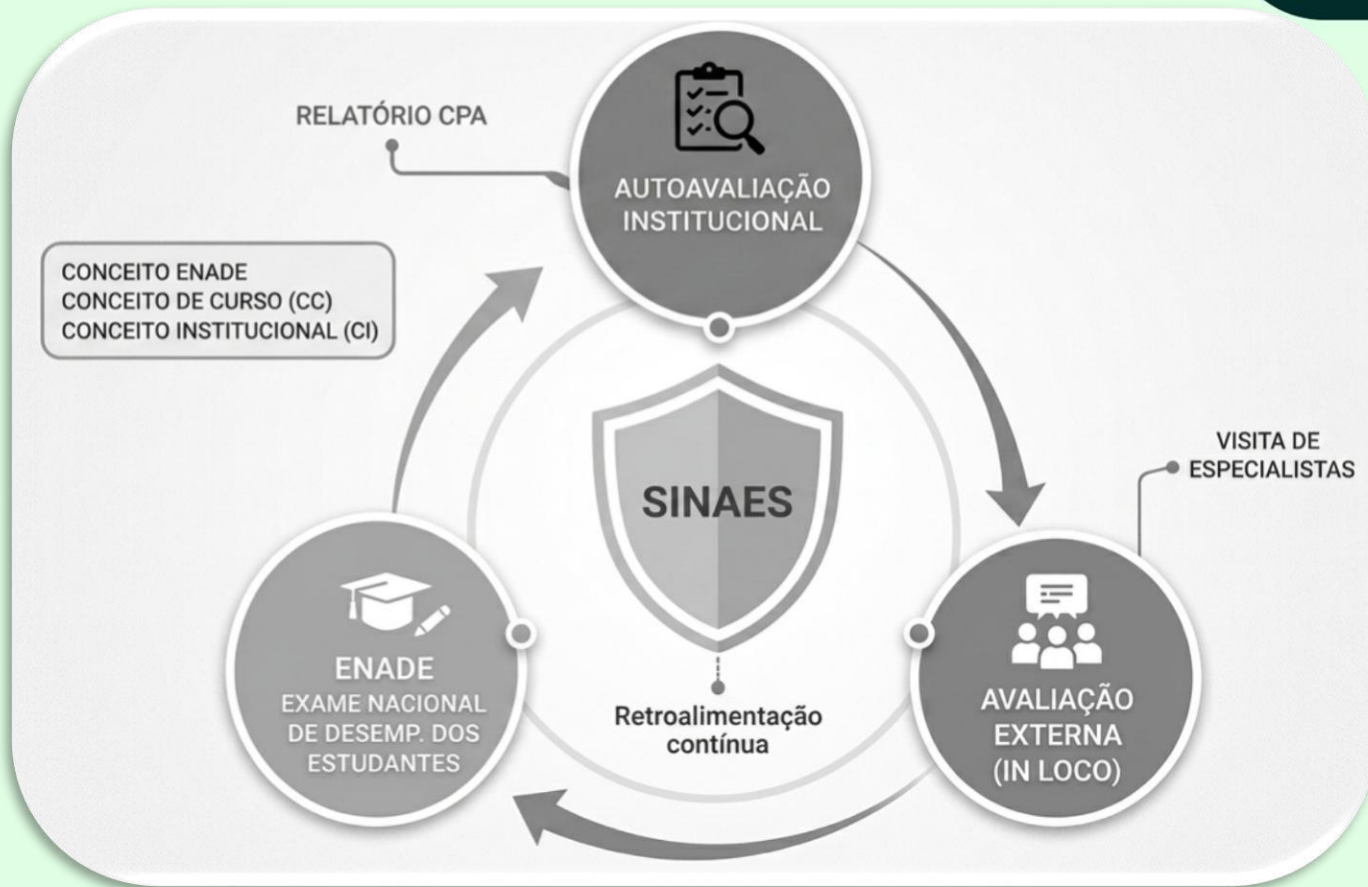 RELATÓRIO CPA
AUTOAVALIAÇÃO
INSTITUCIONAL
CONCEITO ENADE
CONCEITO DE CURSO (CC)
CONCEITO INSTITUCIONAL (CI)
VISITA DE
ESPECIALISTAS
SINAES
ENADE
EXAME NACIONAL
DE DESEMP. DOS
ESTUDANTES
Retroalimentação
contínua
AVALIAÇÃO
EXTERNA
(IN LOCO)